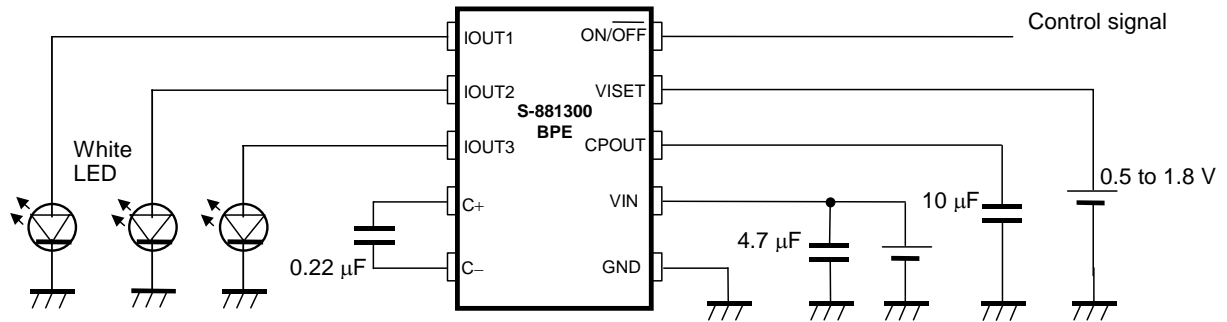 Control signal
IOUT1
ON/OFF
IOUT2
VISET
S-881300
BPE
IOUT3
CPOUT
White
LED
C+
VIN
0.5 to 1.8 V
10 µF
4.7 µF
0.22 µF
C−
GND